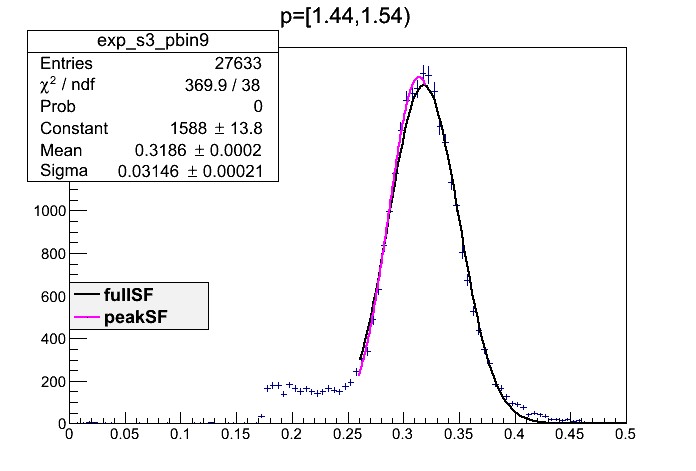 p=[1.44,1.54)
exp_s3_pbin9
Entries 27633
χ² / ndf 369.9 / 38
Prob 0
Constant 1588 ± 13.8
Mean 0.3186 ± 0.0002
Sigma 0.03146 ± 0.00021
1000
800
600
fullSF
peakSF
400
200
0
0 0.05 0.1 0.15 0.2 0.25 0.3 0.35 0.4 0.45 0.5